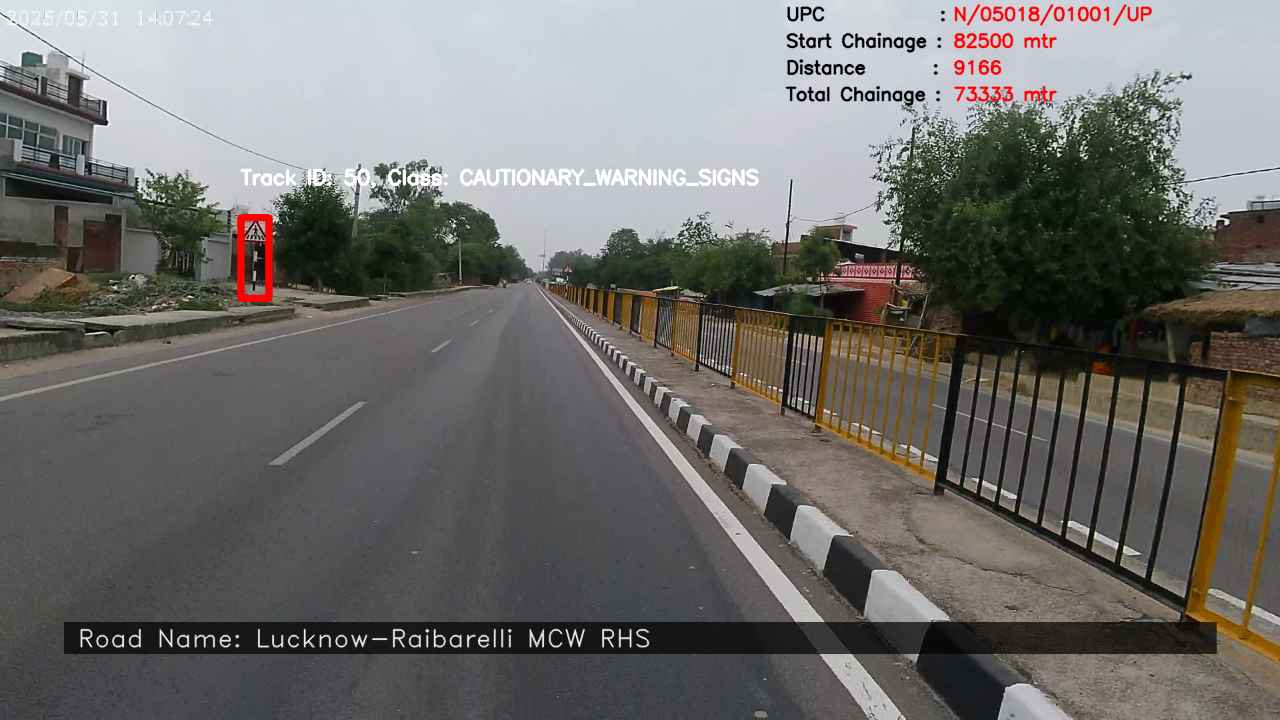 2025/05/31 14:07:24
UPC : N/05018/01001/UP
Start Chainage : 82500 mtr
Distance : 9166
Total Chainage : 73333 mtr
Track ID: 50, Class: CAUTIONARY_WARNING_SIGNS
Road Name: Lucknow-Raibarelli MCW RHS